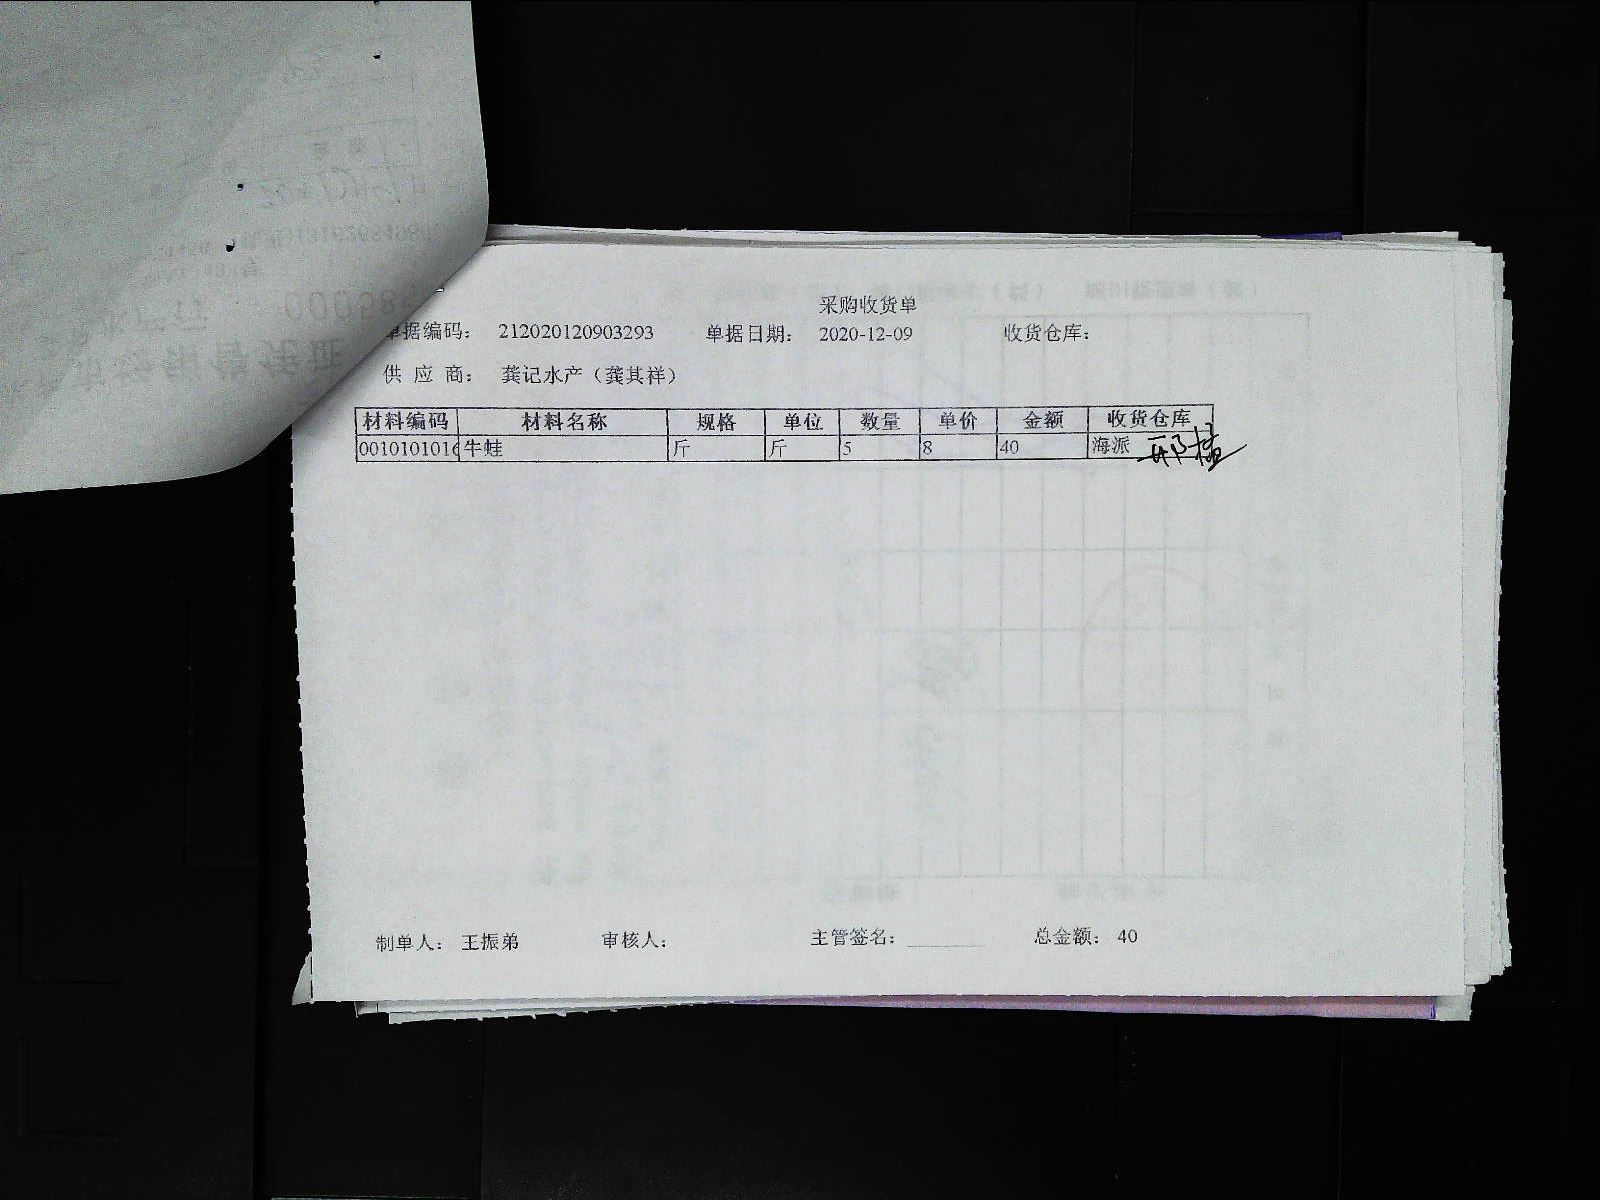 采购收货单
单据编码： 212020120903293 单据日期： 2020-12-09 收货仓库：
供 应 商： 龚记水产（龚其祥）
材料编码 材料名称 规格 单位 数量 单价 金额 收货仓库
0010101016 牛蛙 斤 斤 5 8 40 海派
制单人： 王振弟 审核人： 主管签名： 总金额： 40